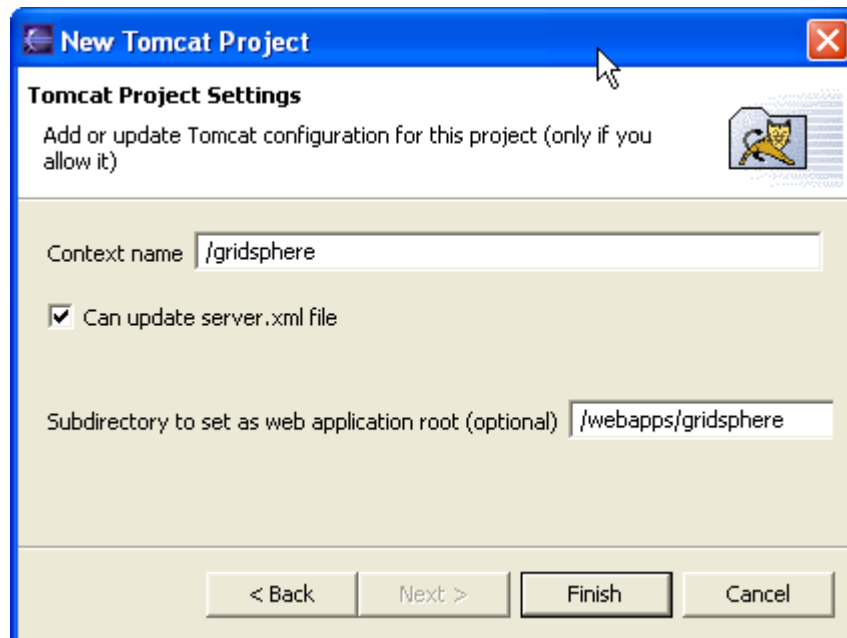 New Tomcat Project
Tomcat Project Settings
Add or update Tomcat configuration for this project (only if you
allow it)
Context name /gridsphere
Can update server.xml file
Subdirectory to set as web application root (optional) /webapps/gridsphere
< Back Next > Finish Cancel